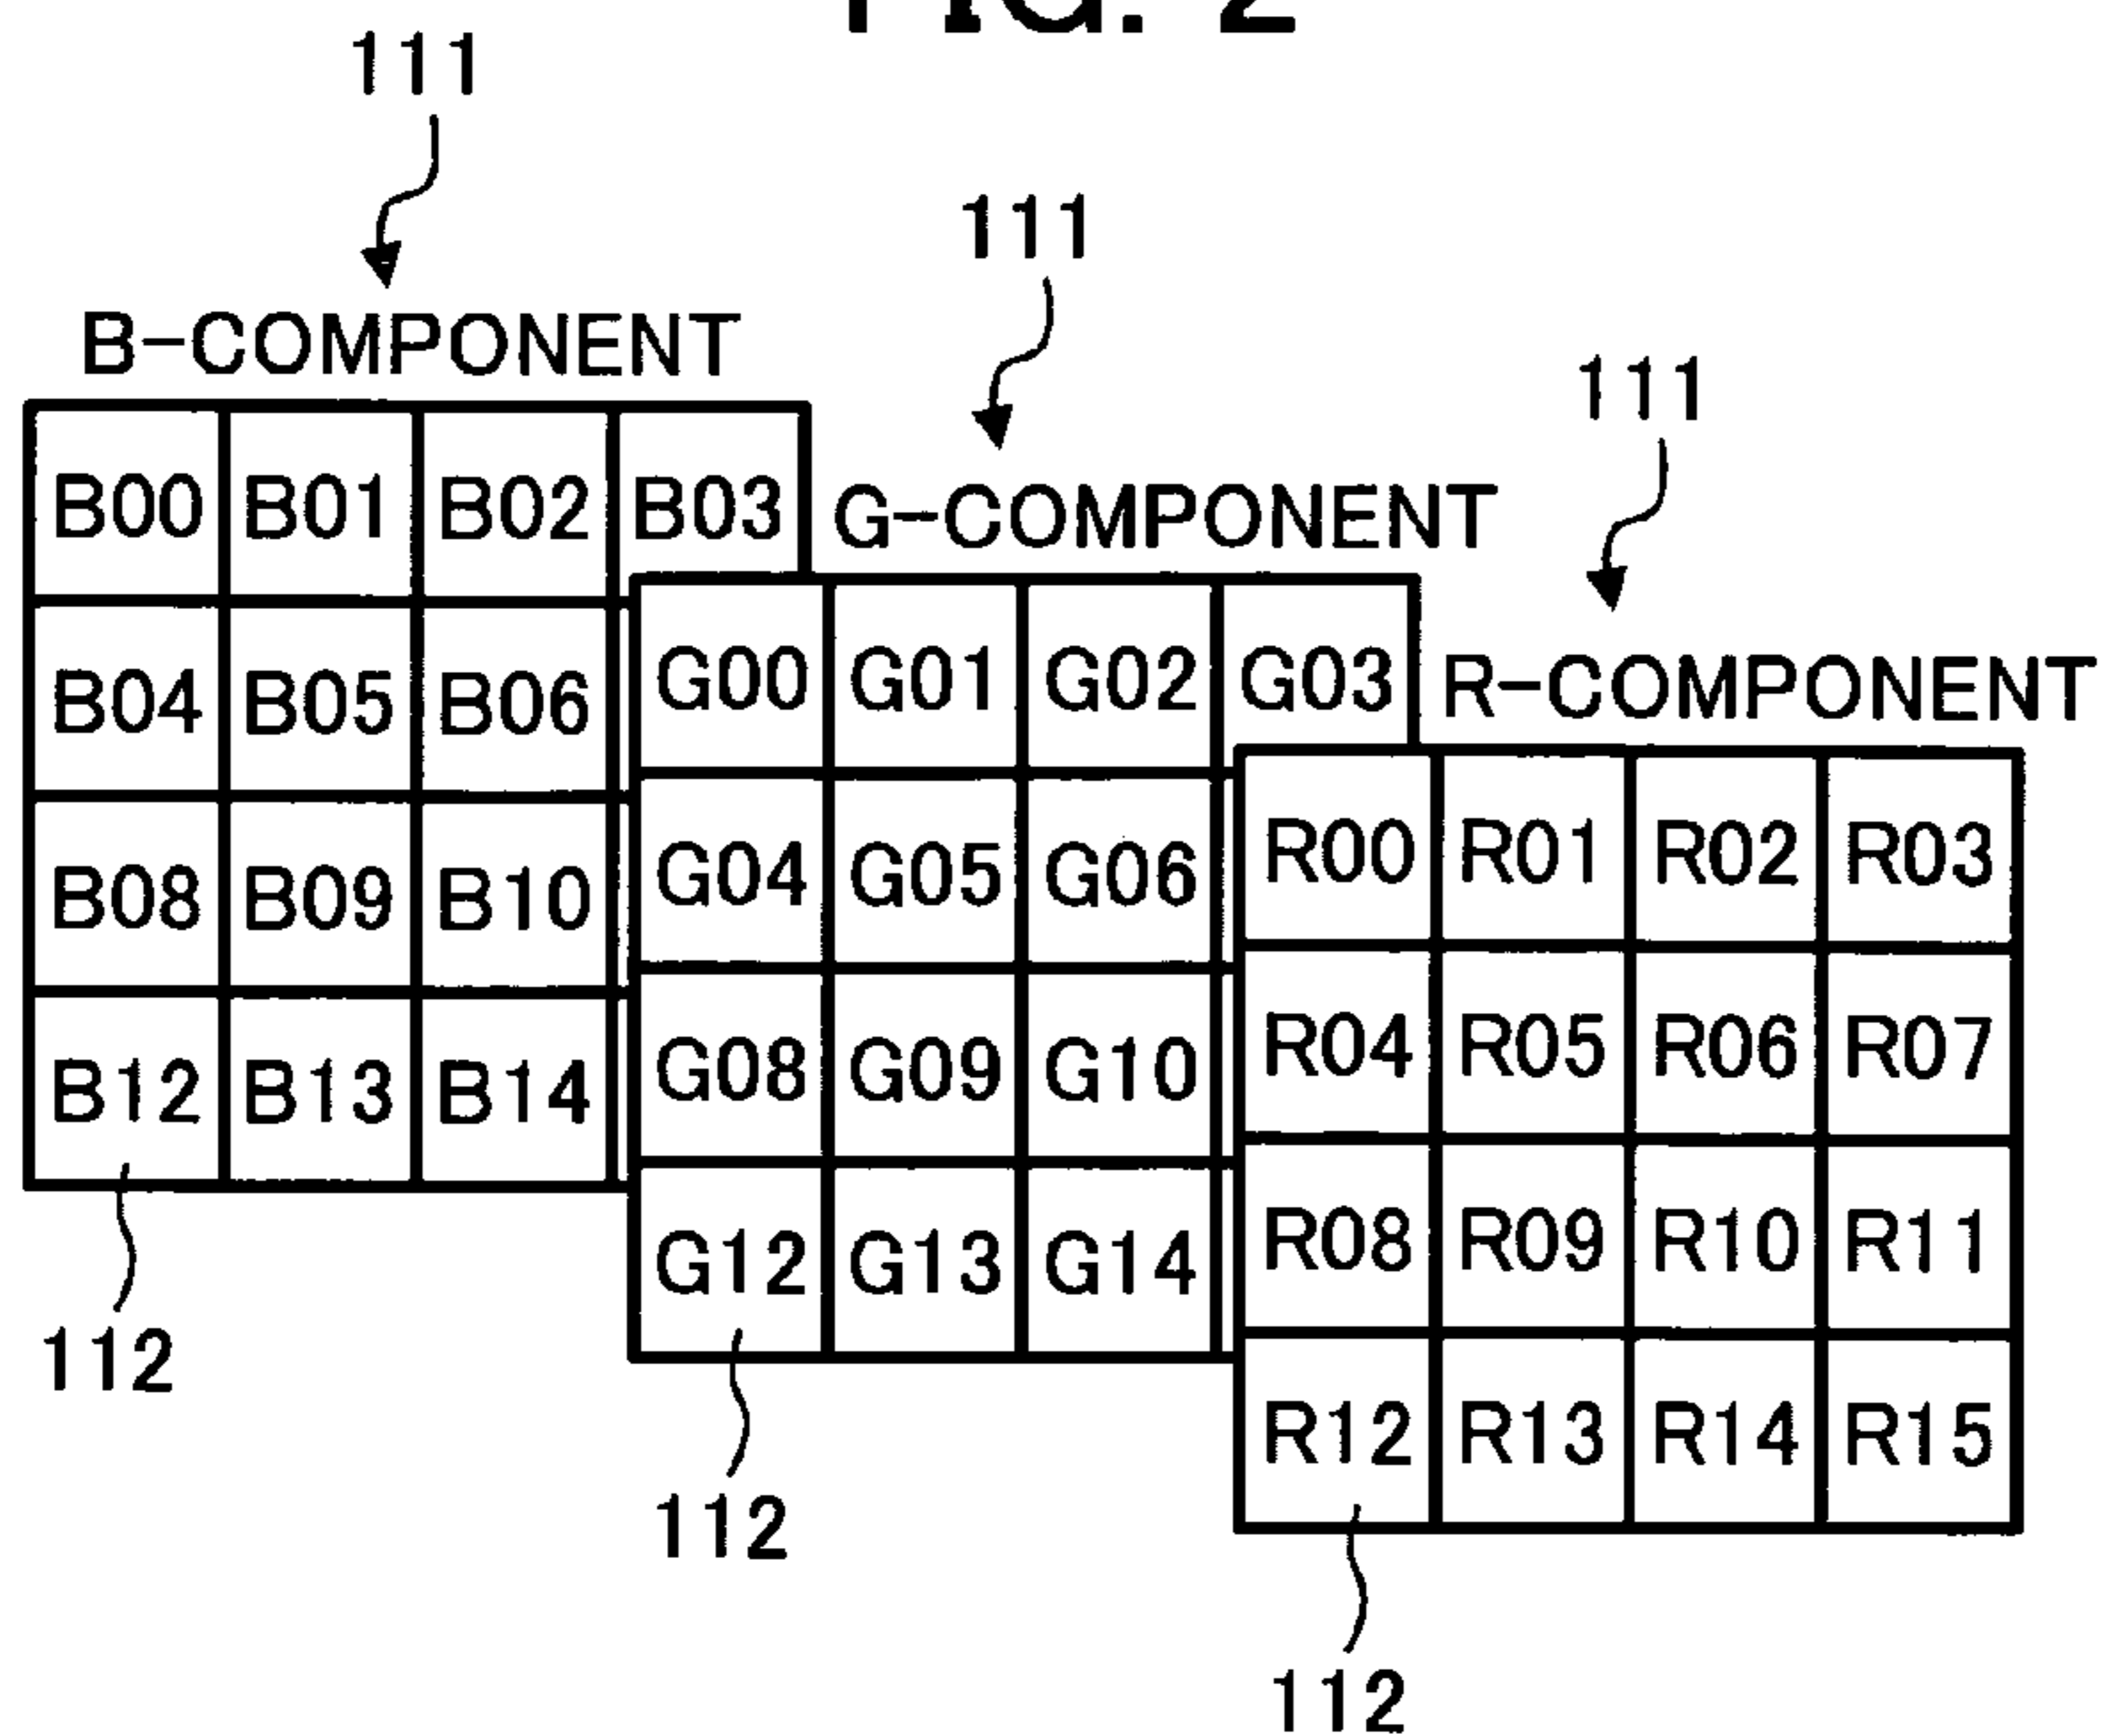 FIG. 2
111
111
111
B-COMPONENT
G-COMPONENT
R-COMPONENT
B00 B01 B02 B03
B04 B05 B06
B08 B09 B10
B12 B13 B14
G00 G01 G02 G03
G04 G05 G06
G08 G09 G10
G12 G13 G14
R00 R01 R02 R03
R04 R05 R06 R07
R08 R09 R10 R11
R12 R13 R14 R15
112
112
112